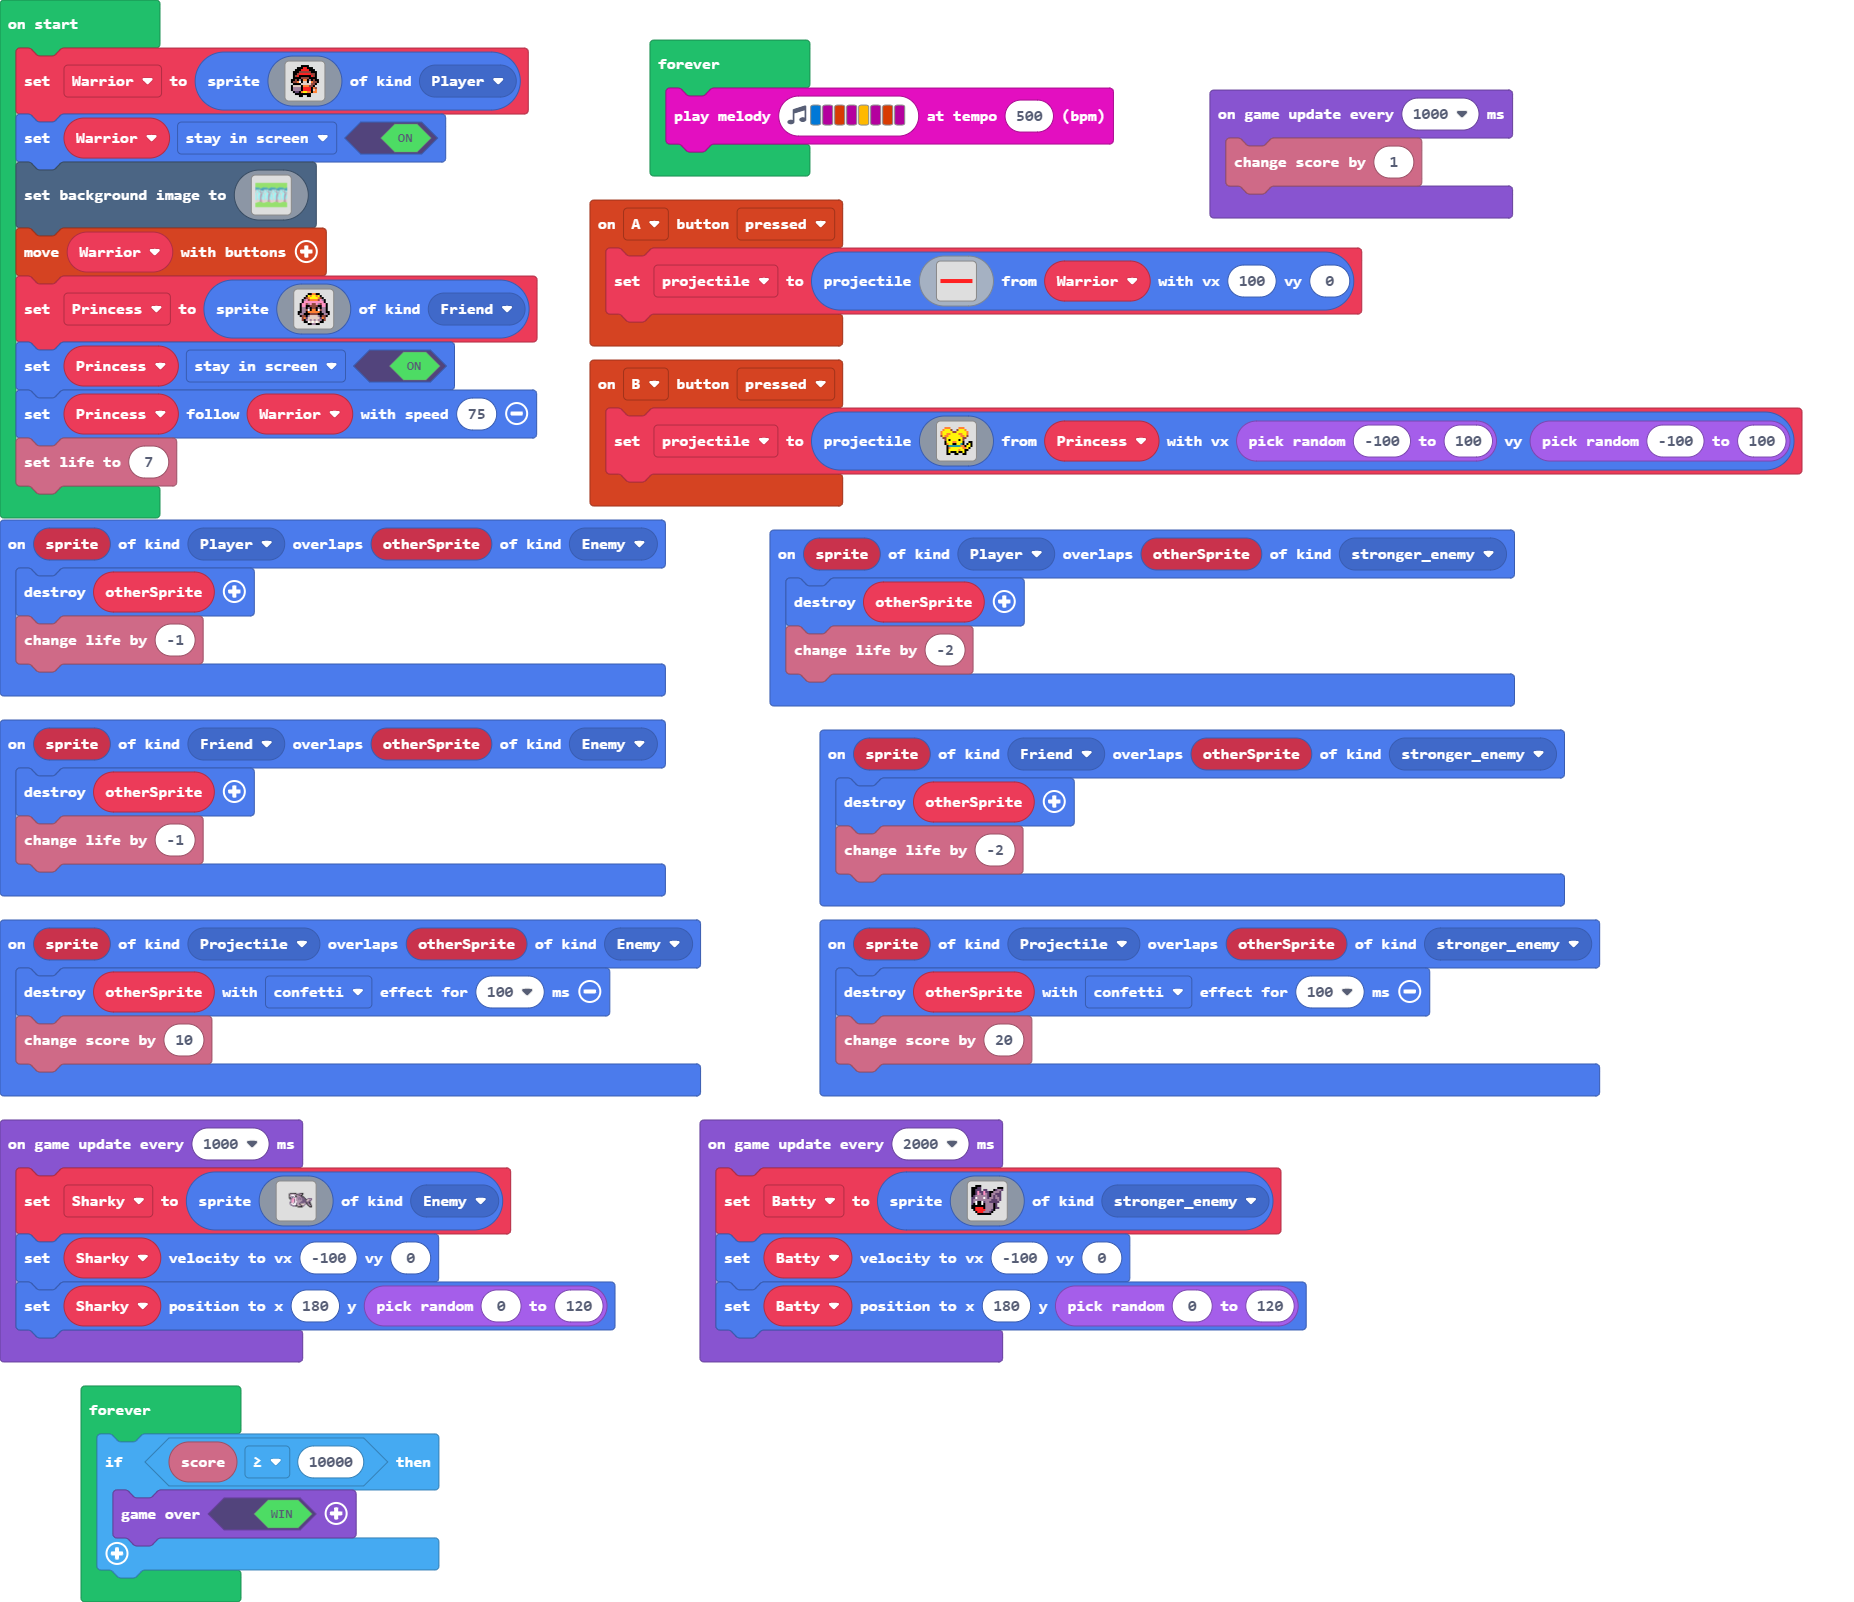 on start
set Warrior to sprite of kind Player
set Warrior stay in screen ON
set background image to
move Warrior with buttons
set Princess to sprite of kind Friend
set Princess stay in screen ON
set Princess follow Warrior with speed 75
set life to 7
forever
play melody at tempo 500 (bpm)
on game update every 1000 ms
change score by 1
on A button pressed
set projectile to projectile from Warrior with vx 100 vy 0
on B button pressed
set projectile to projectile from Princess with vx pick random -100 to 100 vy pick random -100 to 100
on sprite of kind Player overlaps otherSprite of kind Enemy
destroy otherSprite
change life by -1
on sprite of kind Player overlaps otherSprite of kind stronger_enemy
destroy otherSprite
change life by -2
on sprite of kind Friend overlaps otherSprite of kind Enemy
destroy otherSprite
change life by -1
on sprite of kind Friend overlaps otherSprite of kind stronger_enemy
destroy otherSprite
change life by -2
on sprite of kind Projectile overlaps otherSprite of kind Enemy
destroy otherSprite with confetti effect for 100 ms
change score by 10
on sprite of kind Projectile overlaps otherSprite of kind stronger_enemy
destroy otherSprite with confetti effect for 100 ms
change score by 20
on game update every 1000 ms
set Sharky to sprite of kind Enemy
set Sharky velocity to vx -100 vy 0
set Sharky position to x 180 y pick random 0 to 120
on game update every 2000 ms
set Batty to sprite of kind stronger_enemy
set Batty velocity to vx -100 vy 0
set Batty position to x 180 y pick random 0 to 120
forever
if score ≥ 10000 then
game over WIN